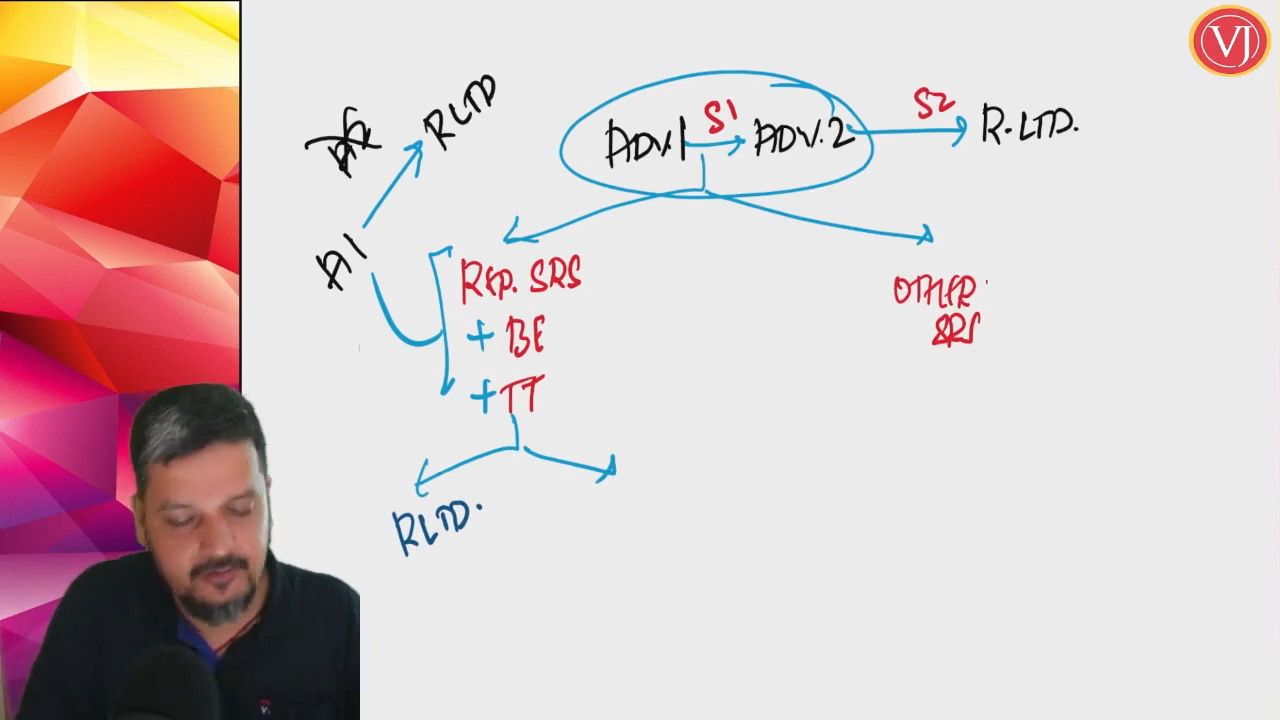 VJ
RLTD
ADV.1 S1 ADV.2 S2 R.LTD.
A1
REP. SRS
+ BE
+ TT
OTHER
SRS
RLTD.